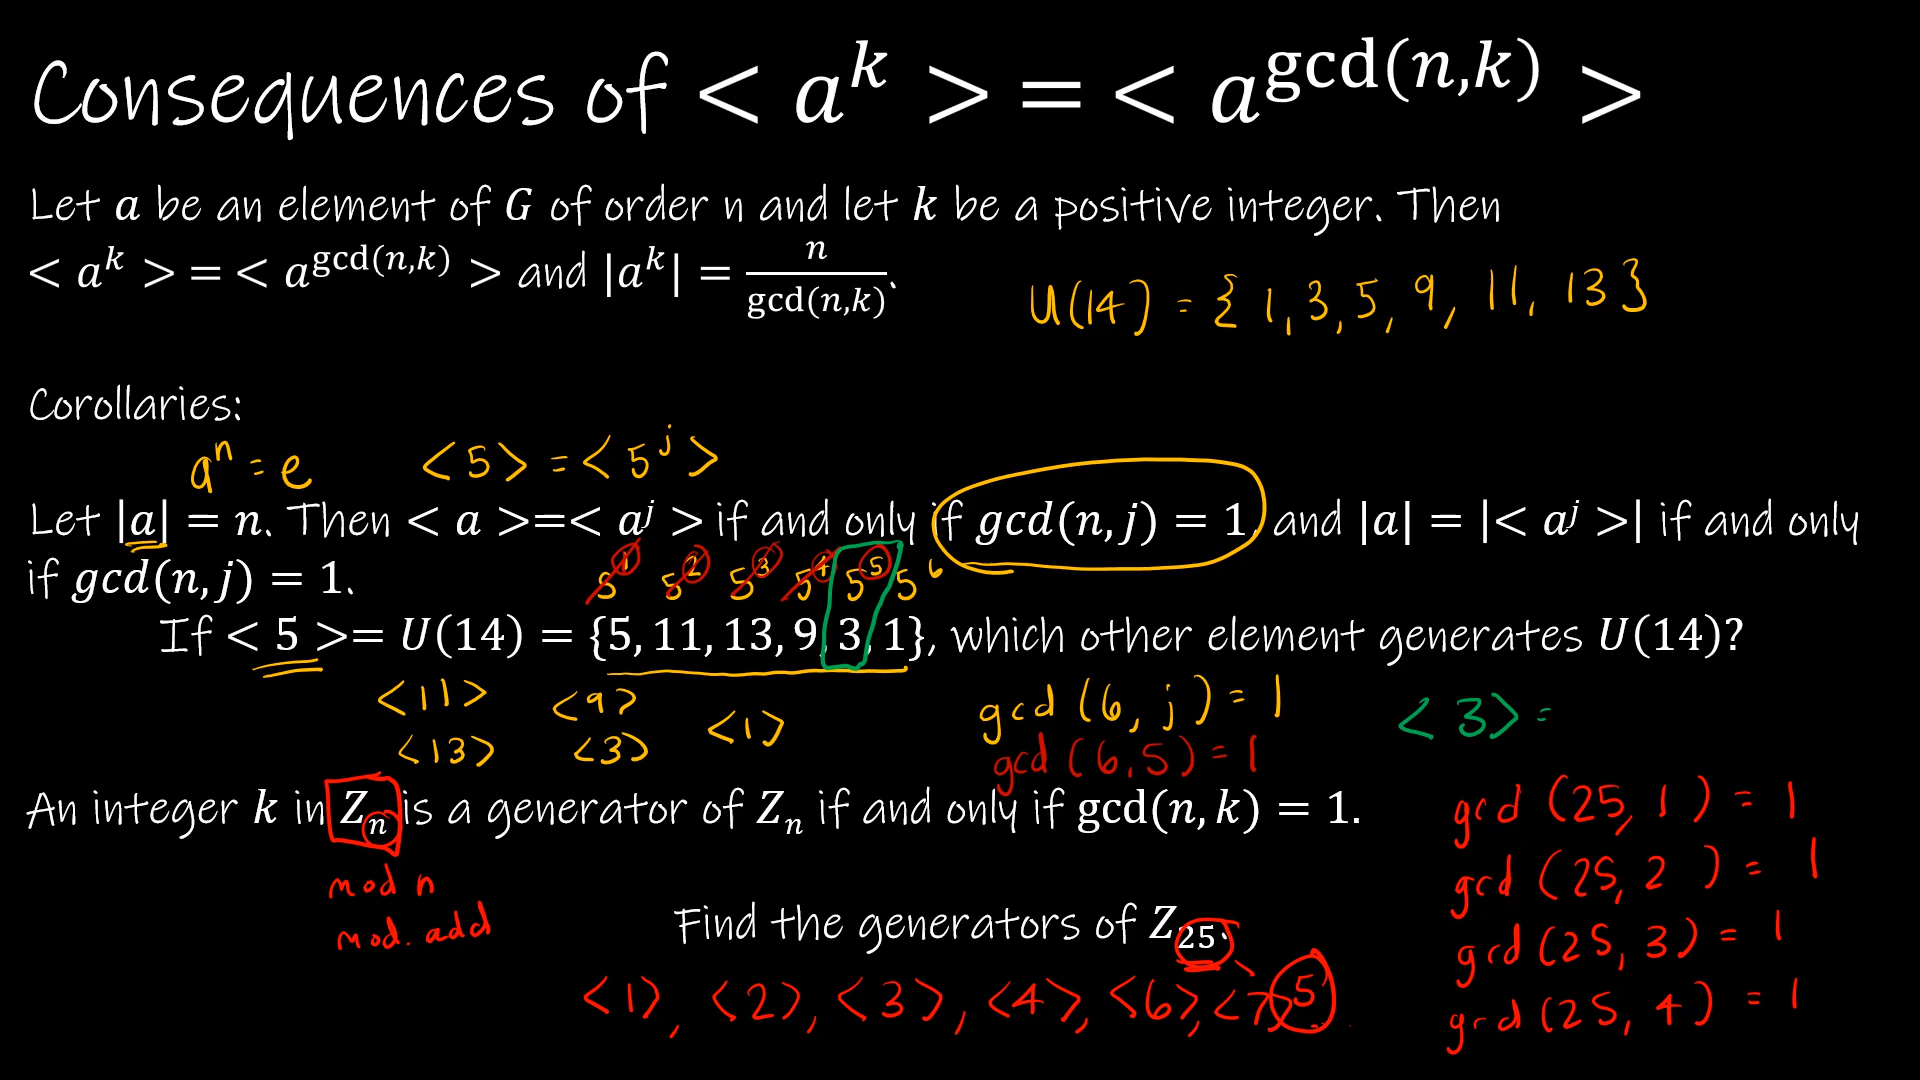 Consequences of < a^k > = < a^gcd(n,k) >
Let a be an element of G of order n and let k be a positive integer. Then
< a^k > = < a^gcd(n,k) > and |a^k| = n/gcd(n,k).
U(14) = { 1, 3, 5, 9, 11, 13 }
Corollaries:
a^n = e <5> = <5^j>
Let |a| = n. Then < a >=< a^j > if and only if gcd(n, j) = 1, and |a| = |< a^j >| if and only
if gcd(n, j) = 1.
5^1 5^2 5^3 5^4 5^5 5^6
If < 5 >= U(14) = {5, 11, 13, 9, 3, 1}, which other element generates U(14)?
<11> <9> <1> gcd (6, j) = 1 <3> =
<13> <3> gcd (6,5) = 1
An integer k in Z_n is a generator of Z_n if and only if gcd(n, k) = 1.
mod n
mod. add
gcd (25, 1) = 1
gcd (25, 2) = 1
gcd (25, 3) = 1
gcd (25, 4) = 1
Find the generators of Z_25.
<1>, <2>, <3>, <4>, <6>, <7> 5